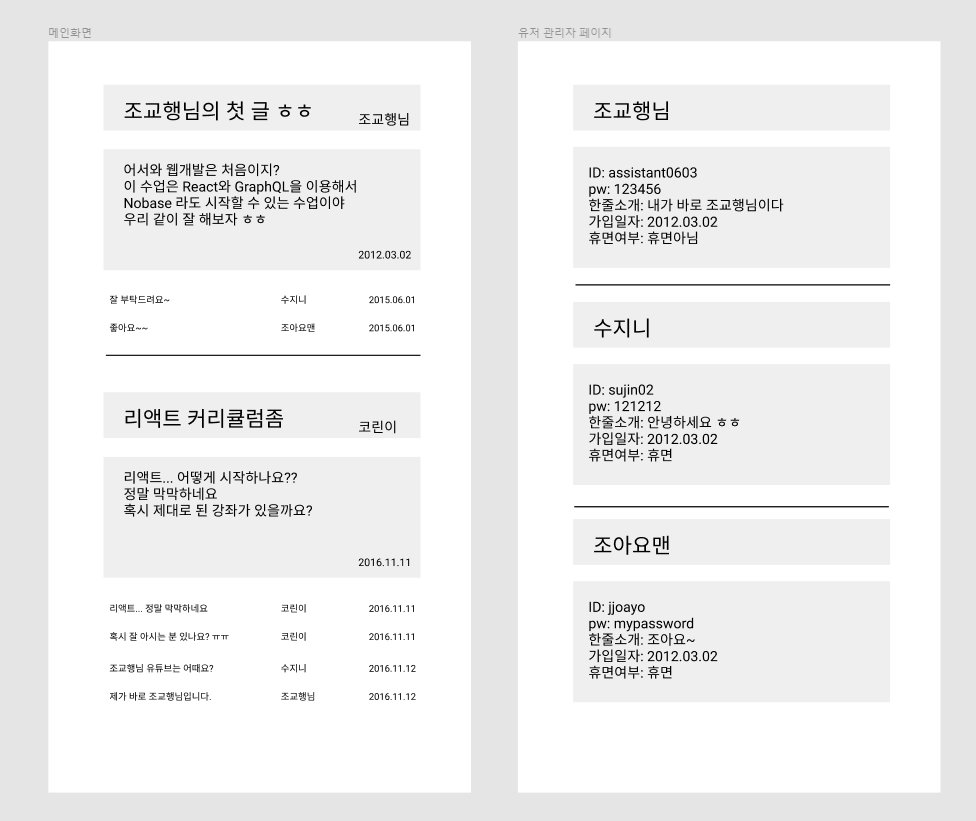 메인화면
조교행님의 첫 글 ㅎㅎ 조교행님
어서와 웹개발은 처음이지?
이 수업은 React와 GraphQL을 이용해서
Nobase 라도 시작할 수 있는 수업이야
우리 같이 잘 해보자 ㅎㅎ
2012.03.02
잘 부탁드려요~ 수지니 2015.06.01
좋아요~~ 조아요맨 2015.06.01
리액트 커리큘럼좀 코린이
리액트... 어떻게 시작하나요??
정말 막막하네요
혹시 제대로 된 강좌가 있을까요?
2016.11.11
리액트... 정말 막막하네요 코린이 2016.11.11
혹시 잘 아시는 분 있나요? ㅠㅠ 코린이 2016.11.11
조교행님 유튜브는 어때요? 수지니 2016.11.12
제가 바로 조교행님입니다. 조교행님 2016.11.12
유저 관리자 페이지
조교행님
ID: assistant0603
pw: 123456
한줄소개: 내가 바로 조교행님이다
가입일자: 2012.03.02
휴면여부: 휴면아님
수지니
ID: sujin02
pw: 121212
한줄소개: 안녕하세요 ㅎㅎ
가입일자: 2012.03.02
휴면여부: 휴면
조아요맨
ID: jjoayo
pw: mypassword
한줄소개: 조아요~
가입일자: 2012.03.02
휴면여부: 휴면